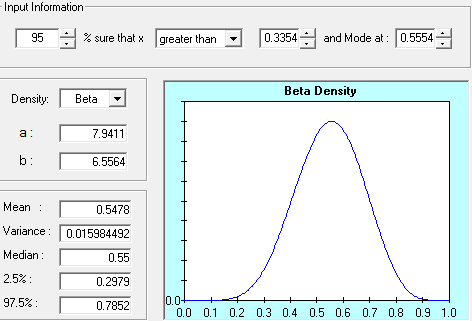 Input Information
95 % sure that x greater than 0.3354 and Mode at : 0.5554
Density: Beta
a : 7.9411
b : 6.5564
Mean : 0.5478
Variance : 0.015984492
Median : 0.55
2.5% : 0.2979
97.5% : 0.7852
Beta Density
0.0
0.0 0.1 0.2 0.3 0.4 0.5 0.6 0.7 0.8 0.9 1.0